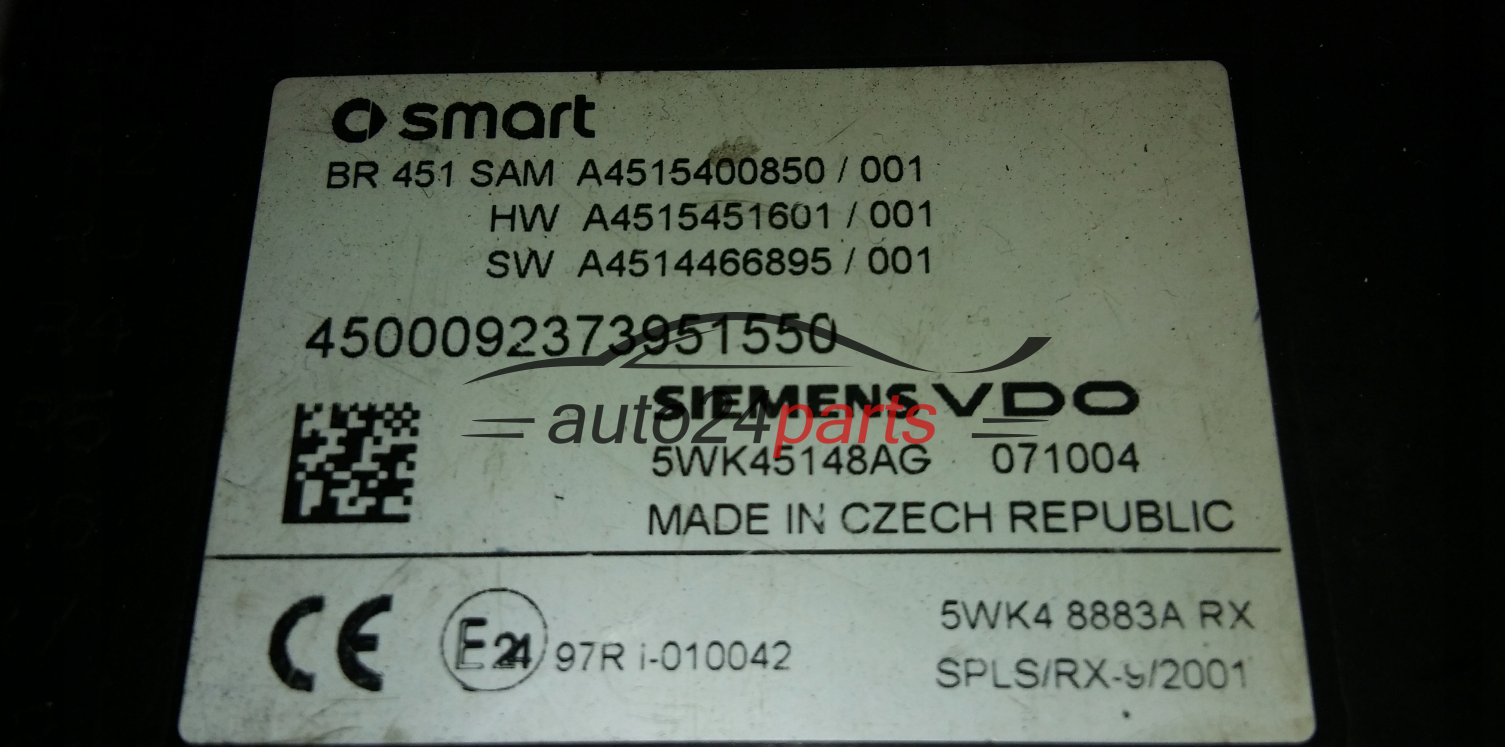 smart
BR 451 SAM A4515400850 / 001
HW A4515451601 / 001
SW A4514466895 / 001
4500092373951550
SIEMENS VDO
auto24parts
5WK45148AG 071004
MADE IN CZECH REPUBLIC
CE E24 97R i-010042
5WK4 8883A RX
SPLS/RX-9/2001